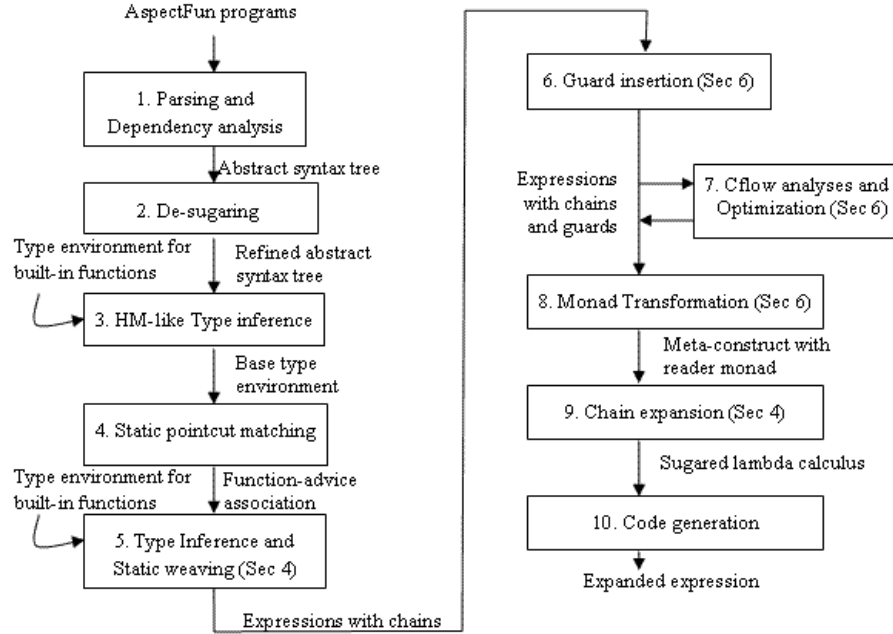 AspectFun programs
1. Parsing and
Dependency analysis
Abstract syntax tree
2. De-sugaring
Type environment for
built-in functions
Refined abstract
syntax tree
3. HM-like Type inference
Base type
environment
4. Static pointcut matching
Type environment for
built-in functions
Function-advice
association
5. Type Inference and
Static weaving (Sec 4)
Expressions with chains
6. Guard insertion (Sec 6)
Expressions
with chains
and guards
7. Cflow analyses and
Optimization (Sec 6)
8. Monad Transformation (Sec 6)
Meta-construct with
reader monad
9. Chain expansion (Sec 4)
Sugared lambda calculus
10. Code generation
Expanded expression